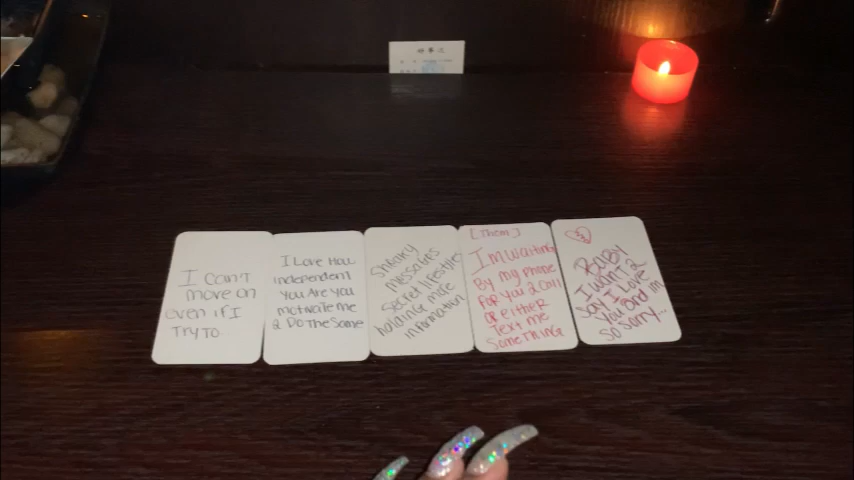 I can't
move on
even if I
TRY TO
I Love How
independent
You Are You
motivate me
2 Do The Same
Sneaky
Messages
Secret lifestyles
holding more
information
[Them]
I'm waiting
By my phone
for you 2 call
or either
Text me
Something
BABY
I want 2
Say I Love
You and im
so sorry...